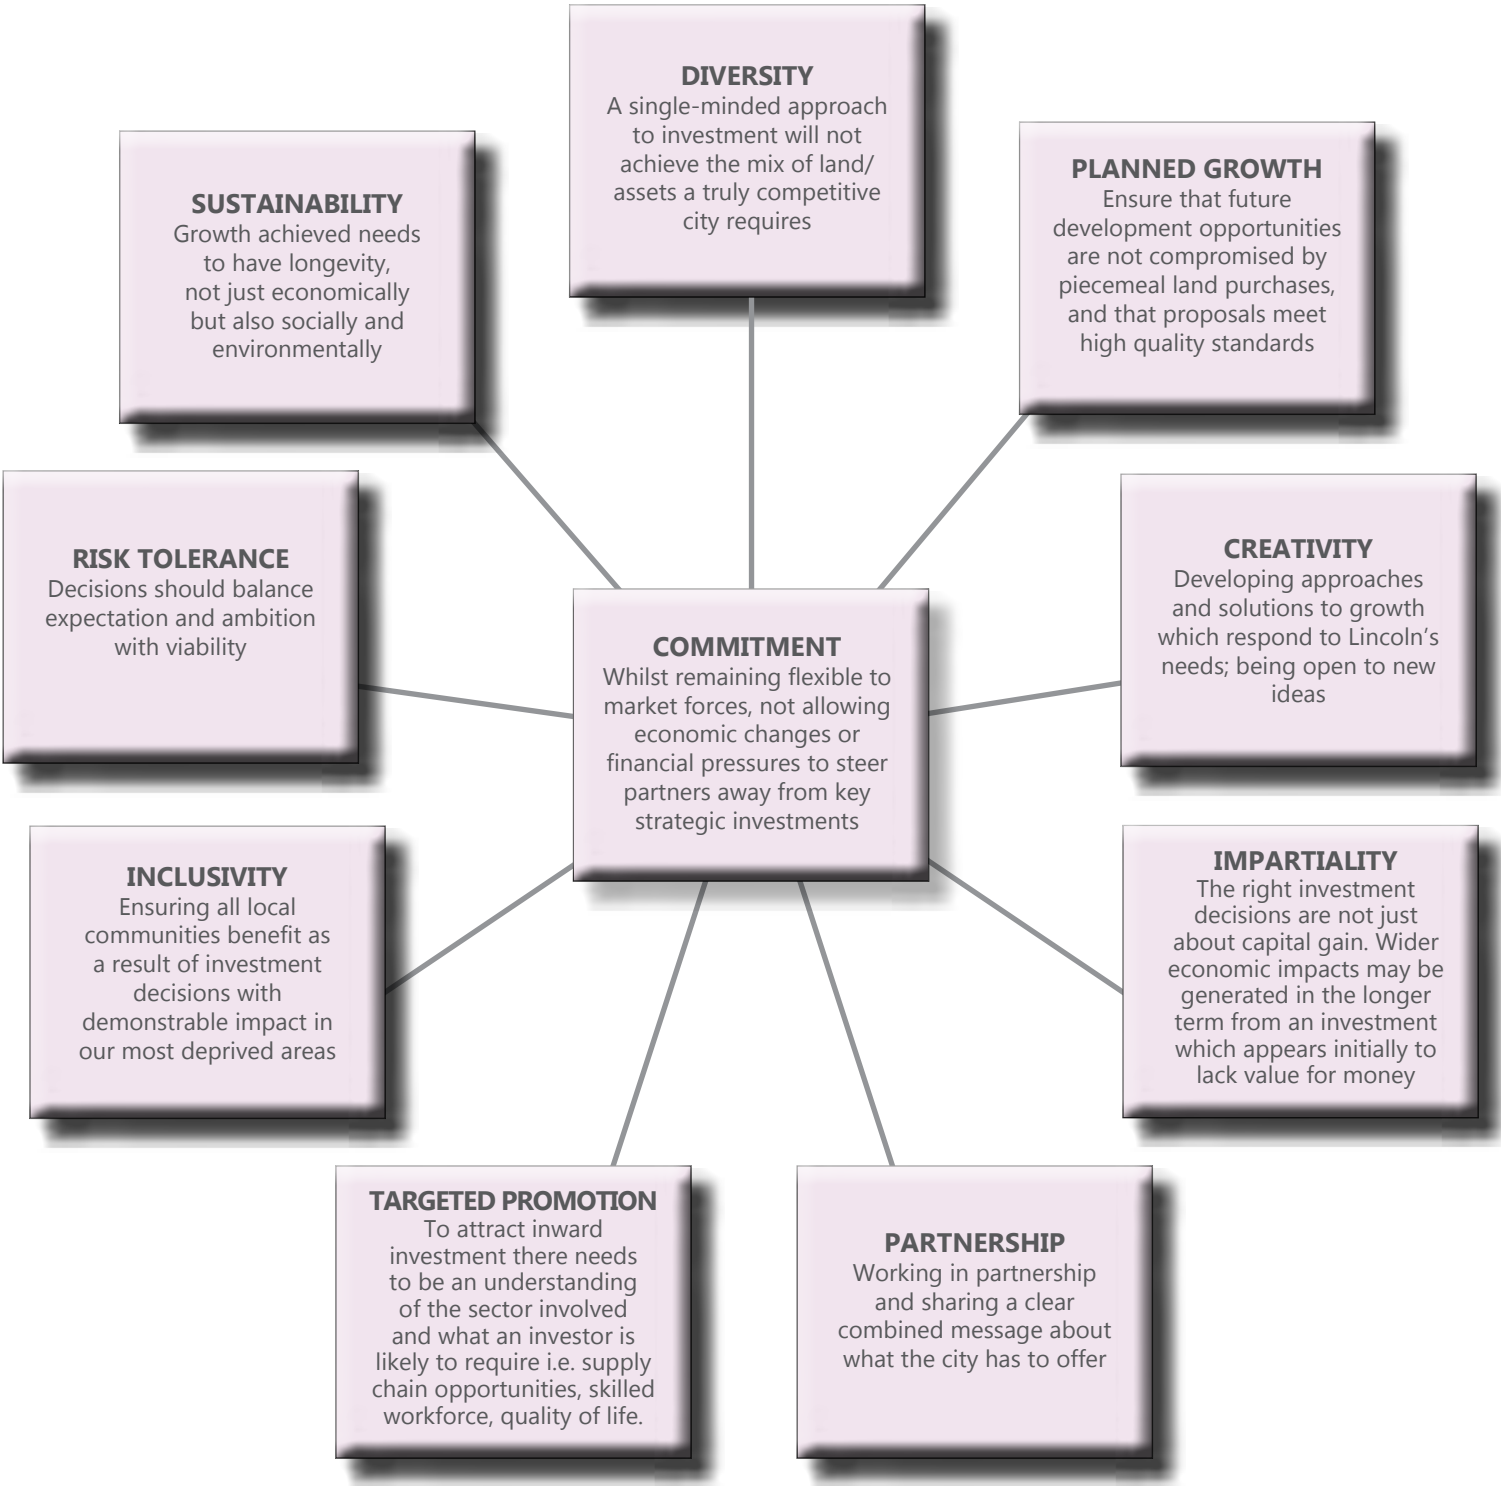 DIVERSITY
A single-minded approach
to investment will not
achieve the mix of land/
assets a truly competitive
city requires
SUSTAINABILITY
Growth achieved needs
to have longevity,
not just economically
but also socially and
environmentally
PLANNED GROWTH
Ensure that future
development opportunities
are not compromised by
piecemeal land purchases,
and that proposals meet
high quality standards
RISK TOLERANCE
Decisions should balance
expectation and ambition
with viability
COMMITMENT
Whilst remaining flexible to
market forces, not allowing
economic changes or
financial pressures to steer
partners away from key
strategic investments
CREATIVITY
Developing approaches
and solutions to growth
which respond to Lincoln's
needs; being open to new
ideas
INCLUSIVITY
Ensuring all local
communities benefit as
a result of investment
decisions with
demonstrable impact in
our most deprived areas
IMPARTIALITY
The right investment
decisions are not just
about capital gain. Wider
economic impacts may be
generated in the longer
term from an investment
which appears initially to
lack value for money
TARGETED PROMOTION
To attract inward
investment there needs
to be an understanding
of the sector involved
and what an investor is
likely to require i.e. supply
chain opportunities, skilled
workforce, quality of life.
PARTNERSHIP
Working in partnership
and sharing a clear
combined message about
what the city has to offer